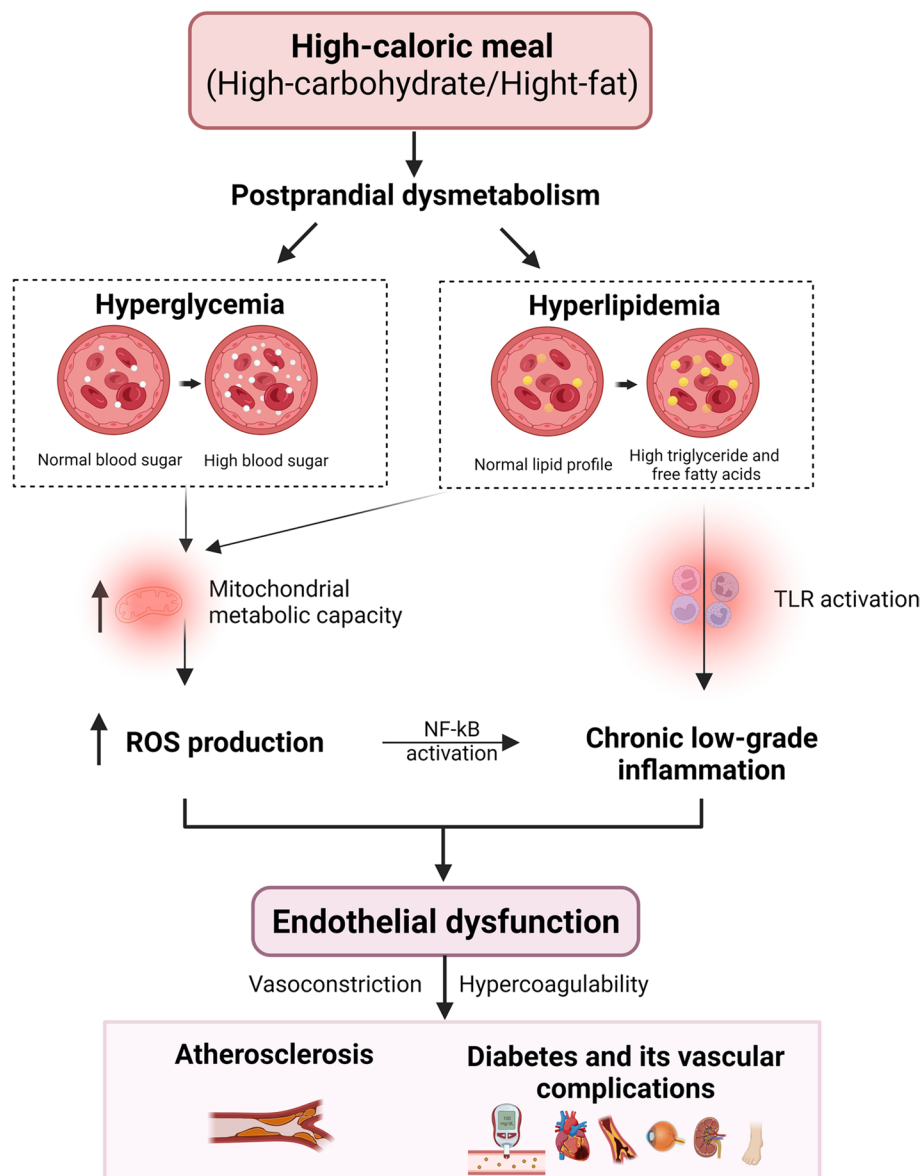 High-caloric meal
(High-carbohydrate/Hight-fat)
Postprandial dysmetabolism
Hyperglycemia
Normal blood sugar
High blood sugar
Hyperlipidemia
Normal lipid profile
High triglyceride and
free fatty acids
Mitochondrial
metabolic capacity
TLR activation
ROS production
NF-kB
activation
Chronic low-grade
inflammation
Endothelial dysfunction
Vasoconstriction
Hypercoagulability
Atherosclerosis
Diabetes and its vascular
complications